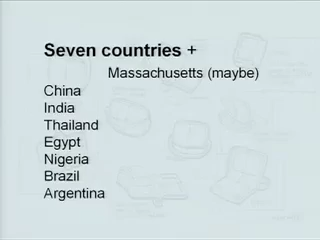 Seven countries +
Massachusetts (maybe)
China
India
Thailand
Egypt
Nigeria
Brazil
Argentina